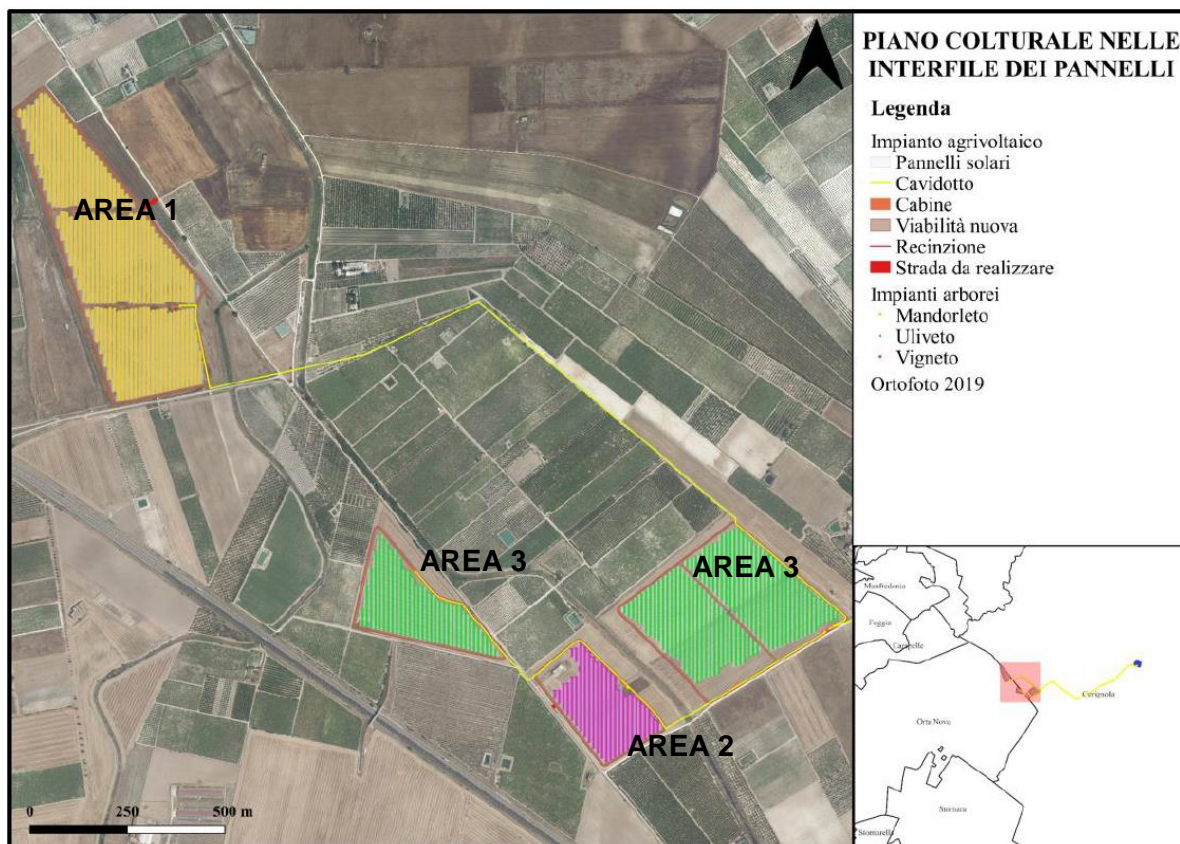 PIANO COLTURALE NELLE
INTERFILE DEI PANNELLI
Legenda
Impianto agrivoltaico
Pannelli solari
Cavidotto
Cabine
Viabilità nuova
Recinzione
Strada da realizzare
Impianti arborei
Mandorleto
Uliveto
Vigneto
Ortofoto 2019
AREA 1
AREA 3
AREA 3
AREA 2
0 250 500 m
Manfredonia
Foggia
Carapelle
Cerignola
Orta Nova
Stornara
Stornarella